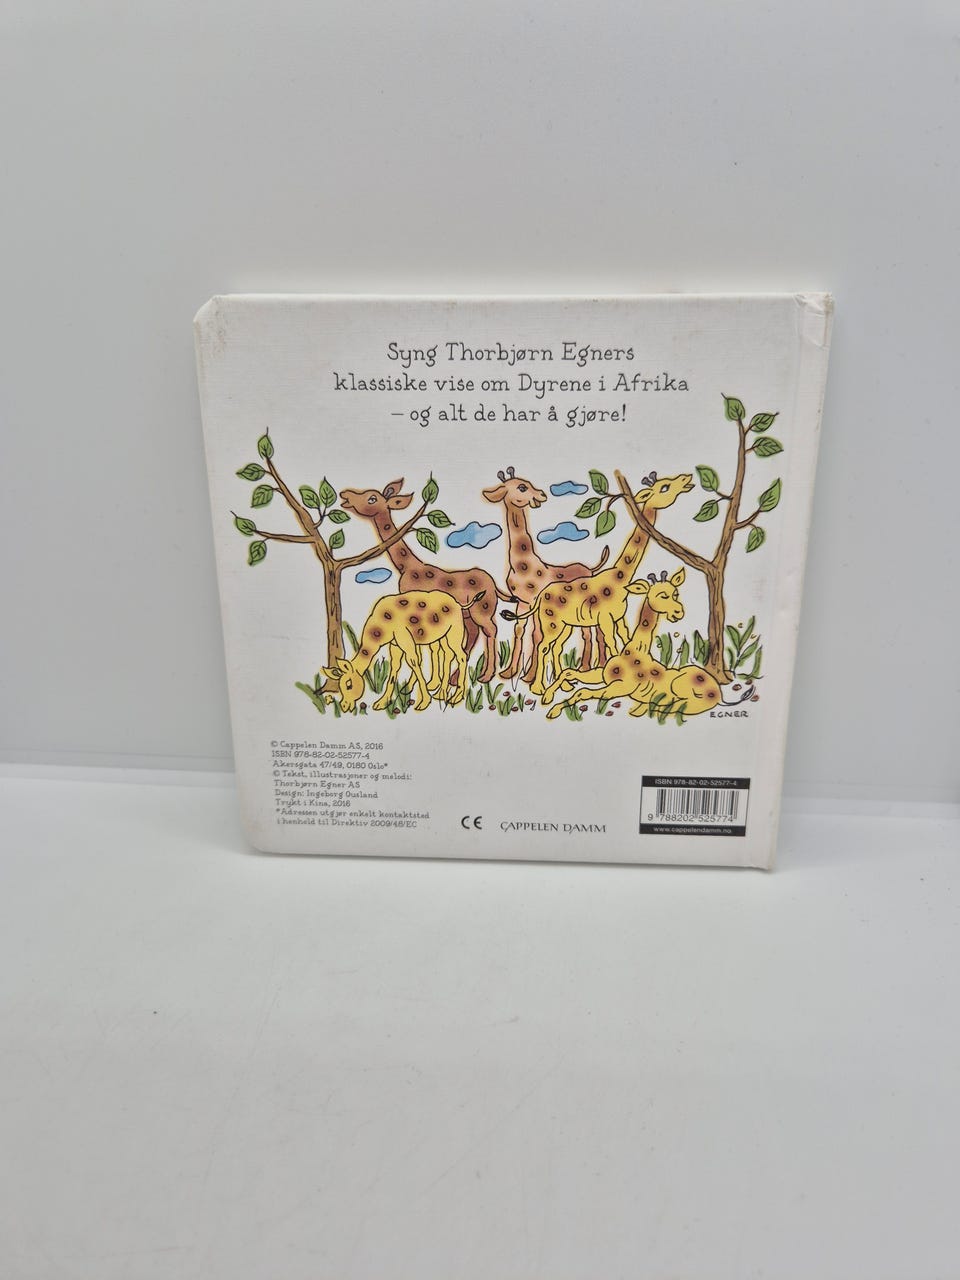 Syng Thorbjørn Egners
klassiske vise om Dyrene i Afrika
– og alt de har å gjøre!
EGNER
© Cappelen Damm AS, 2016
ISBN 978-82-02-52577-4
Akersgata 47/49, 0180 Oslo*
© Tekst, illustrasjoner og melodi:
Thorbjørn Egner AS
Design: Ingeborg Ousland
Trykt i Kina, 2016
*Adressen utgjør enkelt kontaktsted
i henhold til Direktiv 2009/48/EC
CE
CAPPELEN DAMM
ISBN 978-82-02-52577-4
9 788202 525774
www.cappelendamm.no